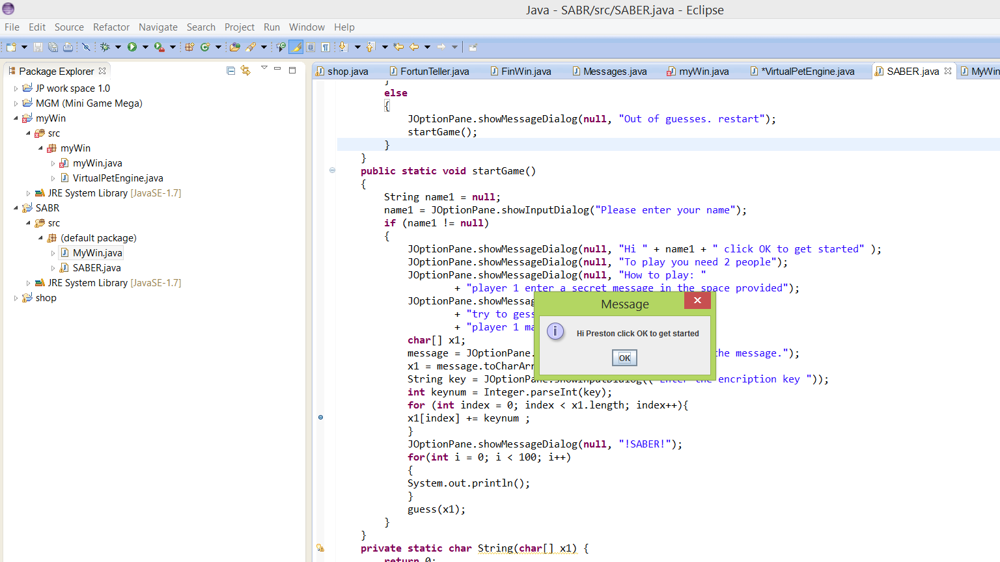 Java - SABR/src/SABER.java - Eclipse
File Edit Source Refactor Navigate Search Project Run Window Help
Package Explorer
JP work space 1.0
MGM (Mini Game Mega)
myWin
src
myWin
myWin.java
VirtualPetEngine.java
JRE System Library [JavaSE-1.7]
SABR
src
(default package)
MyWin.java
SABER.java
JRE System Library [JavaSE-1.7]
shop
shop.java FortunTeller.java FinWin.java Messages.java myWin.java *VirtualPetEngine.java SABER.java MyWin
}
else
{
JOptionPane.showMessageDialog(null, "Out of guesses. restart");
startGame();
}
}
public static void startGame()
{
String name1 = null;
name1 = JOptionPane.showInputDialog("Please enter your name");
if (name1 != null)
{
JOptionPane.showMessageDialog(null, "Hi " + name1 + " click OK to get started" );
JOptionPane.showMessageDialog(null, "To play you need 2 people");
JOptionPane.showMessageDialog(null, "How to play: "
+ "player 1 enter a secret message in the space provided");
JOptionPane.showMessag
+ "try to gess
+ "player 1 ma
char[] x1;
message = JOptionPane. the message.");
x1 = message.toCharArr
String key = JOptionPane.showInputDialog(("Enter the encription key "));
int keynum = Integer.parseInt(key);
for (int index = 0; index < x1.length; index++){
x1[index] += keynum ;
}
JOptionPane.showMessageDialog(null, "!SABER!");
for(int i = 0; i < 100; i++)
{
System.out.println();
}
guess(x1);
}
}
private static char String(char[] x1) {
return 0;
Message
Hi Preston click OK to get started
OK